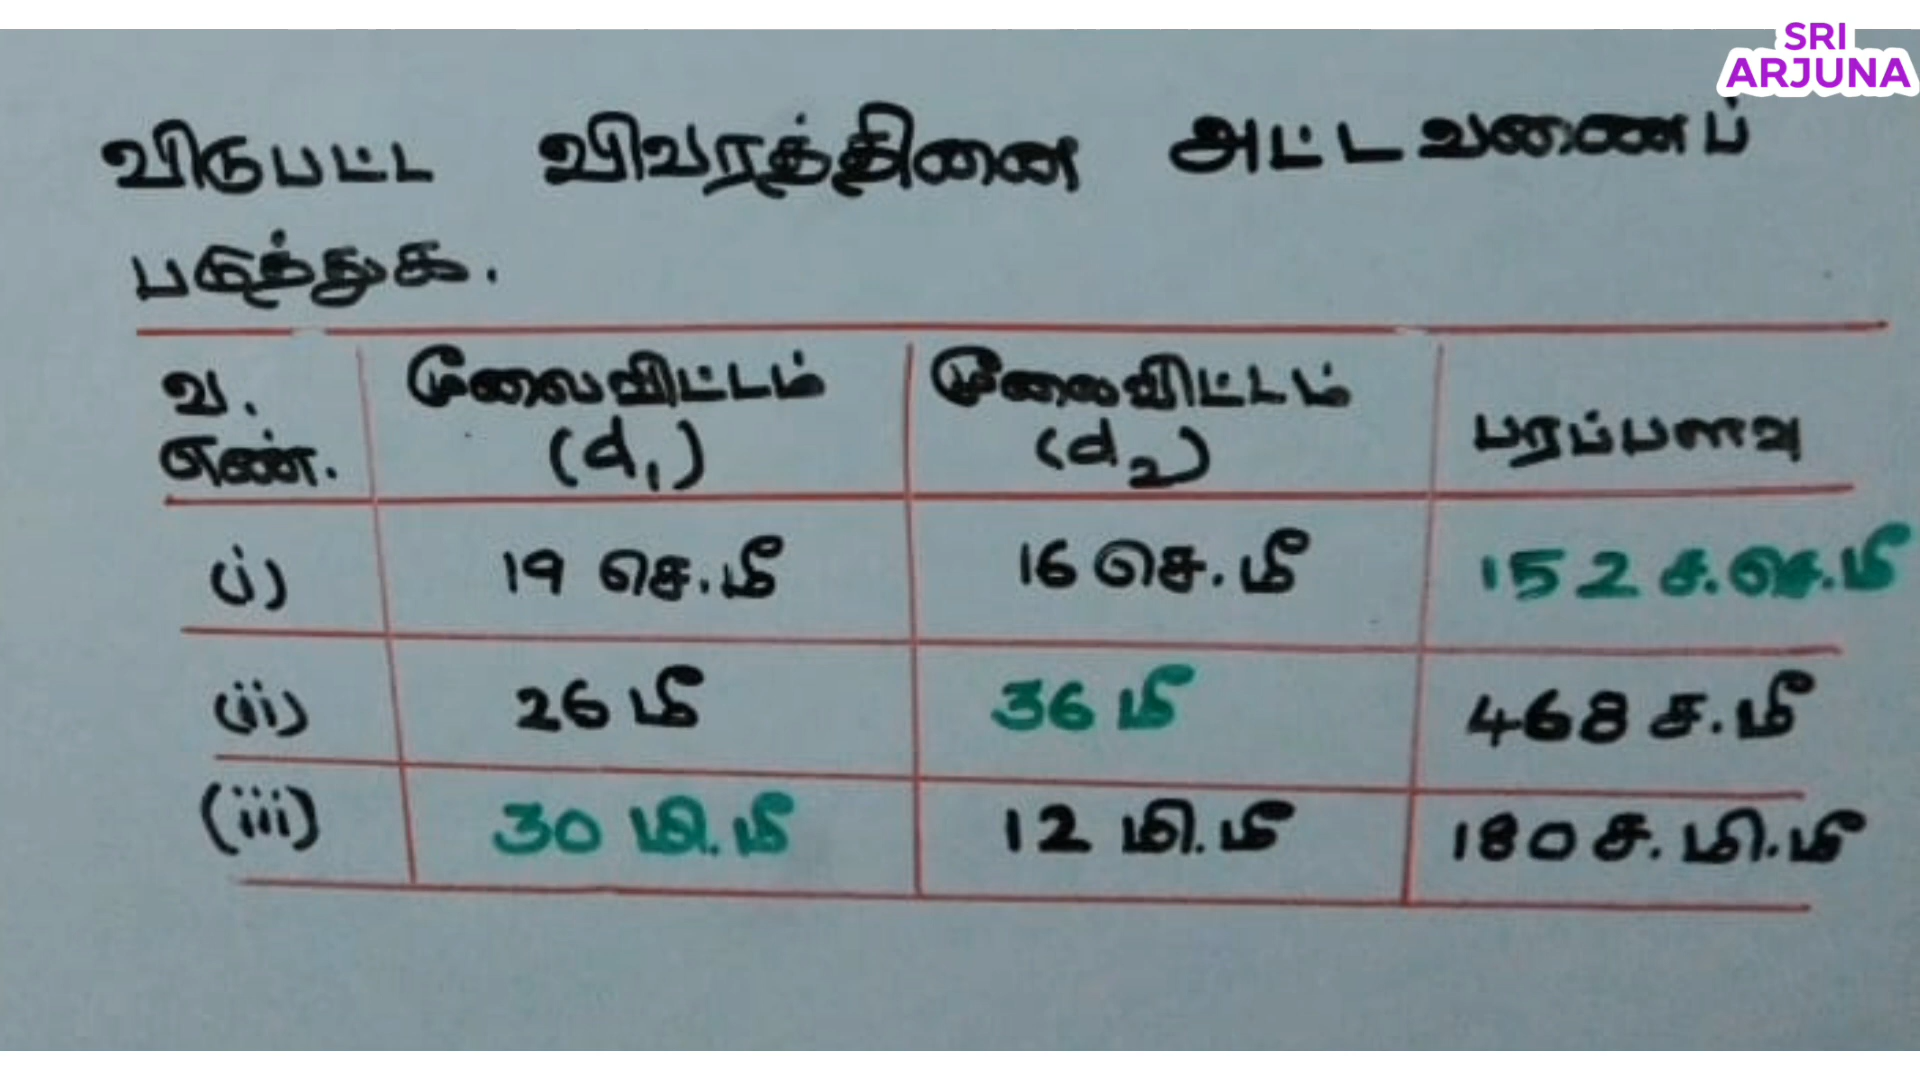 SRI
ARJUNA
விடுபட்ட விவரத்தினை அட்டவணைப்
படுத்துக.
வ. எண். மூலைவிட்டம் (d₁) மூலைவிட்டம் (d₂) பரப்பளவு
(i) 19 செ.மீ 16 செ.மீ 152 ச.செ.மீ
(ii) 26 மீ 36 மீ 468 ச.மீ
(iii) 30 மி.மீ 12 மி.மீ 180 ச.மி.மீ